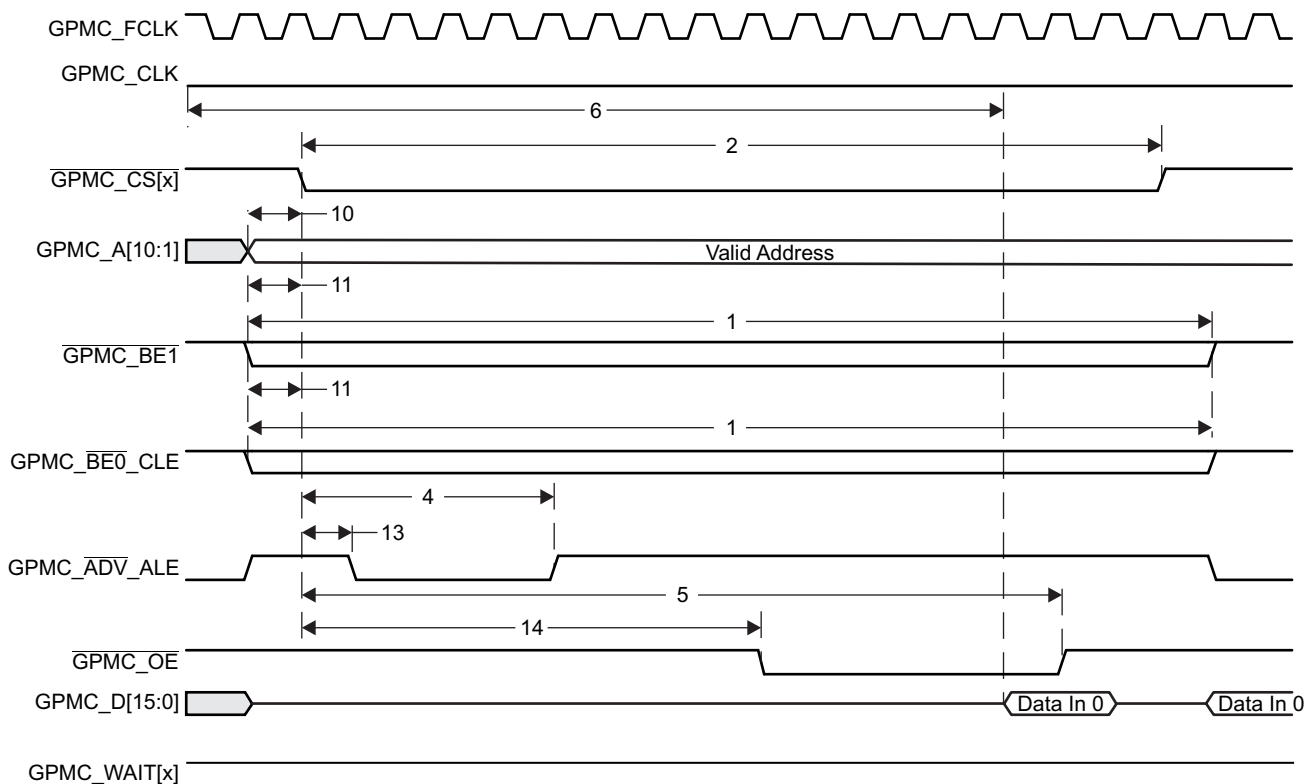 GPMC_FCLK
GPMC_CLK
6
2
GPMC_CS[x]
10
GPMC_A[10:1]
Valid Address
11
1
GPMC_BE1
11
1
GPMC_BE0_CLE
4
13
GPMC_ADV_ALE
5
14
GPMC_OE
GPMC_D[15:0]
Data In 0
Data In 0
GPMC_WAIT[x]